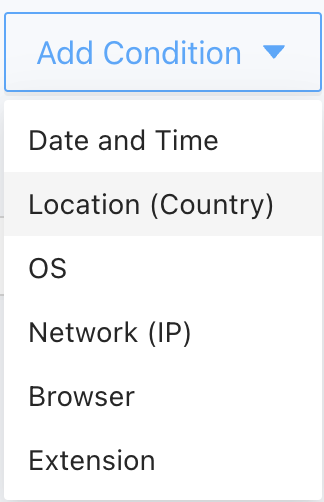 Add Condition
Date and Time
Location (Country)
OS
Network (IP)
Browser
Extension